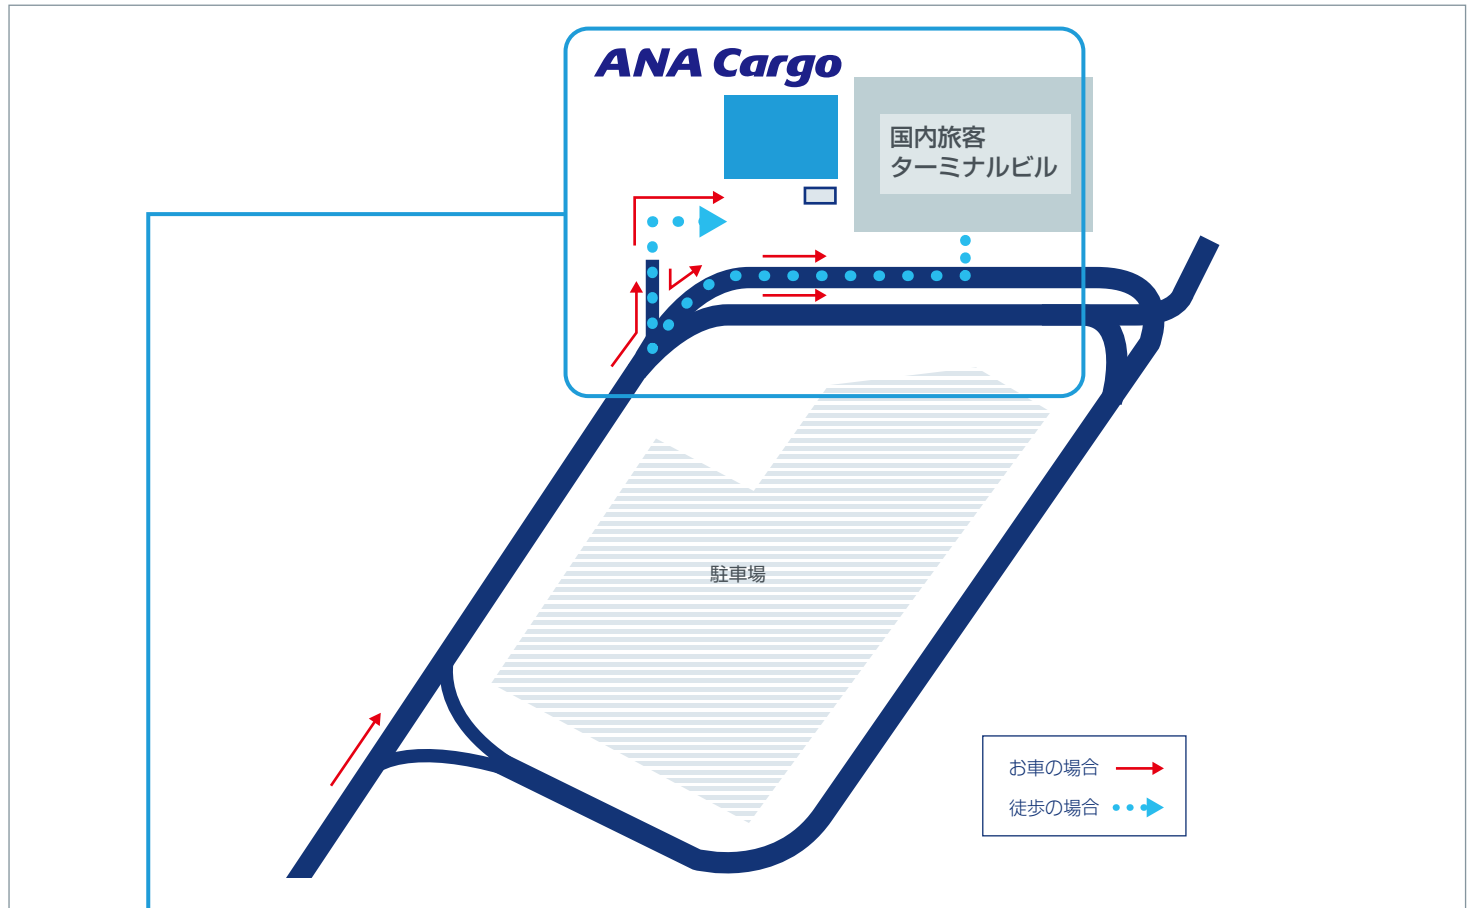 ANA Cargo
国内旅客
ターミナルビル
駐車場
お車の場合
徒歩の場合